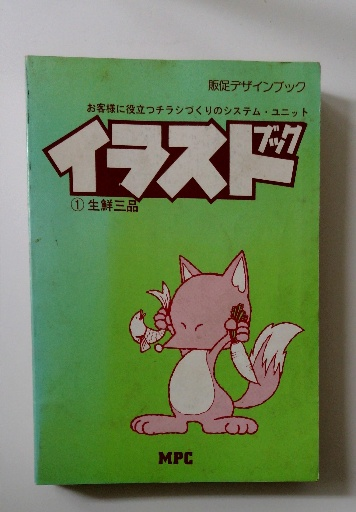 販促デザインブック
お客様に役立つチラシづくりのシステム・ユニット
イラストブック
①生鮮三品
MPC